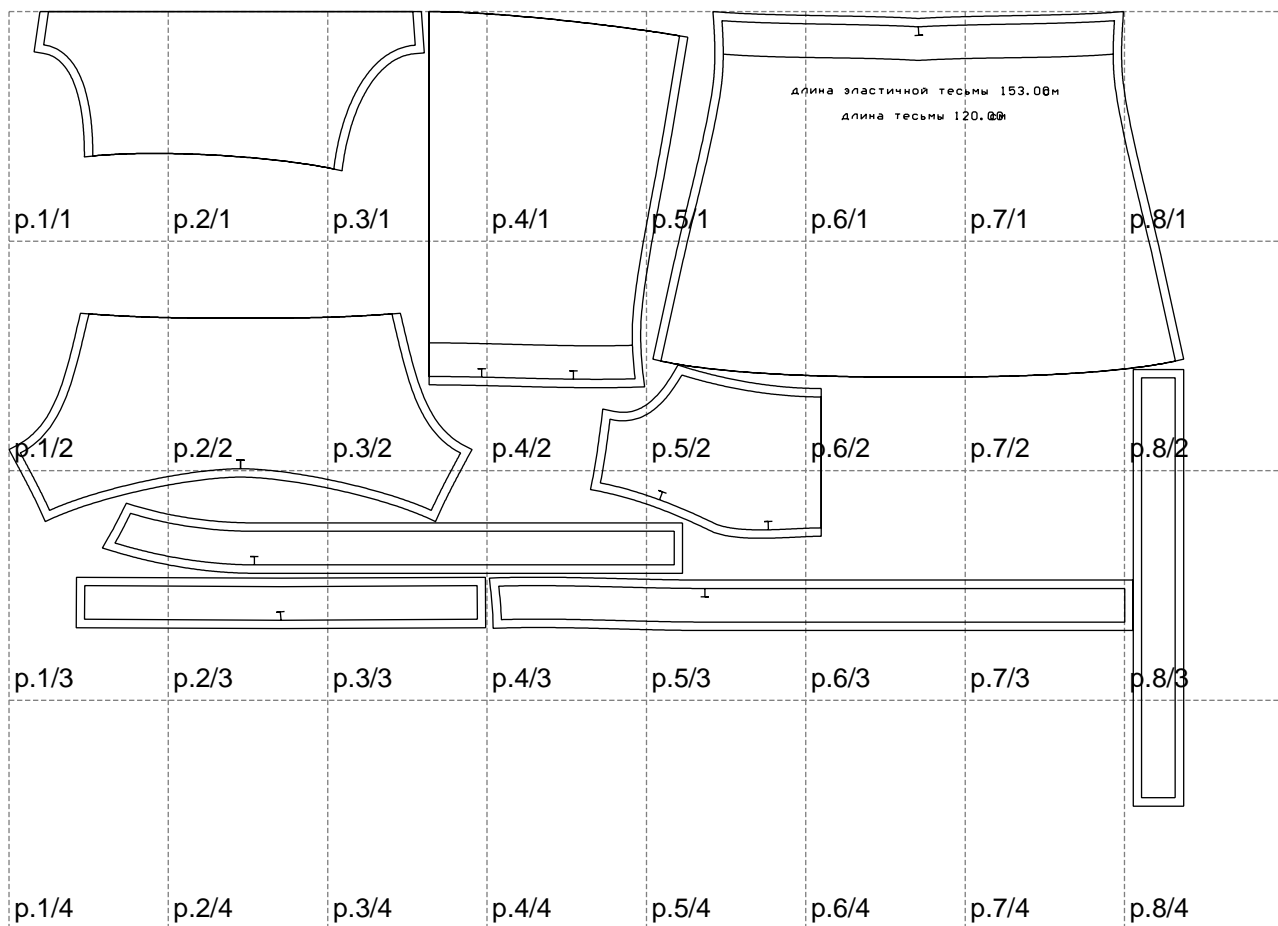 длина эластичной тесьмы 153.00м
длина тесьмы 120.00м
p.1/1 p.2/1 p.3/1 p.4/1 p.5/1 p.6/1 p.7/1 p.8/1
p.1/2 p.2/2 p.3/2 p.4/2 p.5/2 p.6/2 p.7/2 p.8/2
p.1/3 p.2/3 p.3/3 p.4/3 p.5/3 p.6/3 p.7/3 p.8/3
p.1/4 p.2/4 p.3/4 p.4/4 p.5/4 p.6/4 p.7/4 p.8/4